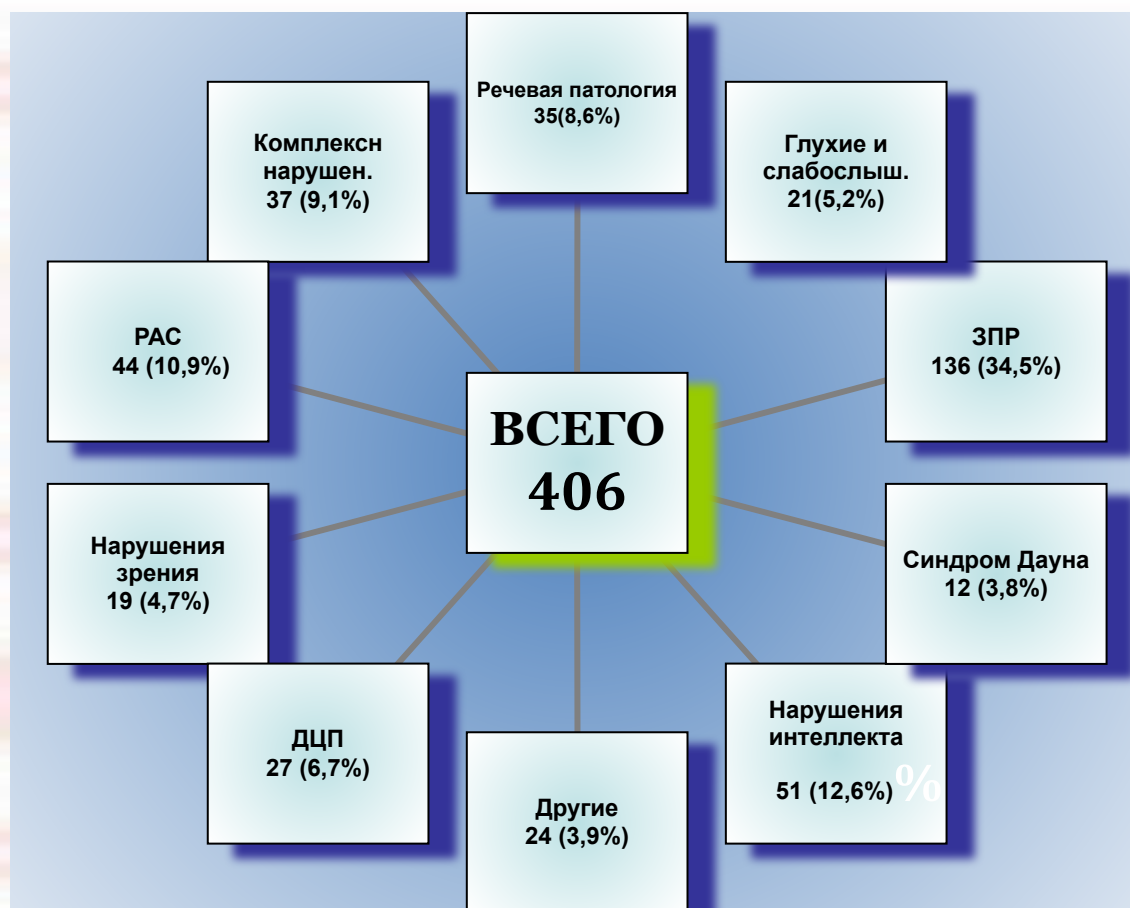 Речевая патология
35(8,6%)
Глухие и
слабослыш.
21(5,2%)
ЗПР
136 (34,5%)
Синдром Дауна
12 (3,8%)
Нарушения
интеллекта
51 (12,6%)%
Другие
24 (3,9%)
ДЦП
27 (6,7%)
Нарушения
зрения
19 (4,7%)
РАС
44 (10,9%)
Комплексн
нарушен.
37 (9,1%)
ВСЕГО
406